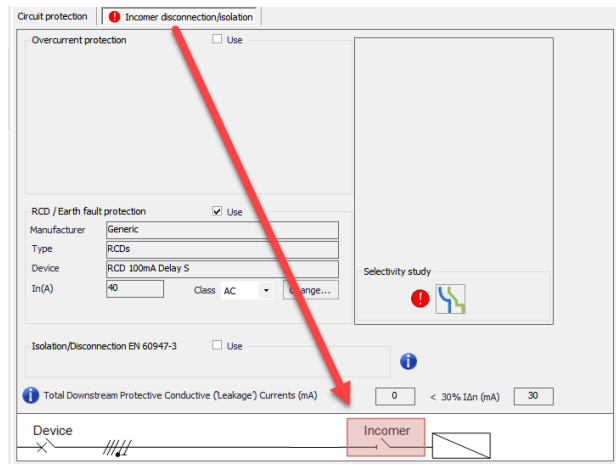 Circuit protection ! Incomer disconnection/isolation
Overcurrent protection Use
RCD / Earth fault protection Use
Manufacturer Generic
Type RCDs
Device RCD 100mA Delay S
In(A) 40 Class AC Change...
Selectivity study
!
Isolation/Disconnection EN 60947-3 Use
i
i Total Downstream Protective Conductive ('Leakage') Currents (mA) 0 < 30% IΔn (mA) 30
Device Incomer